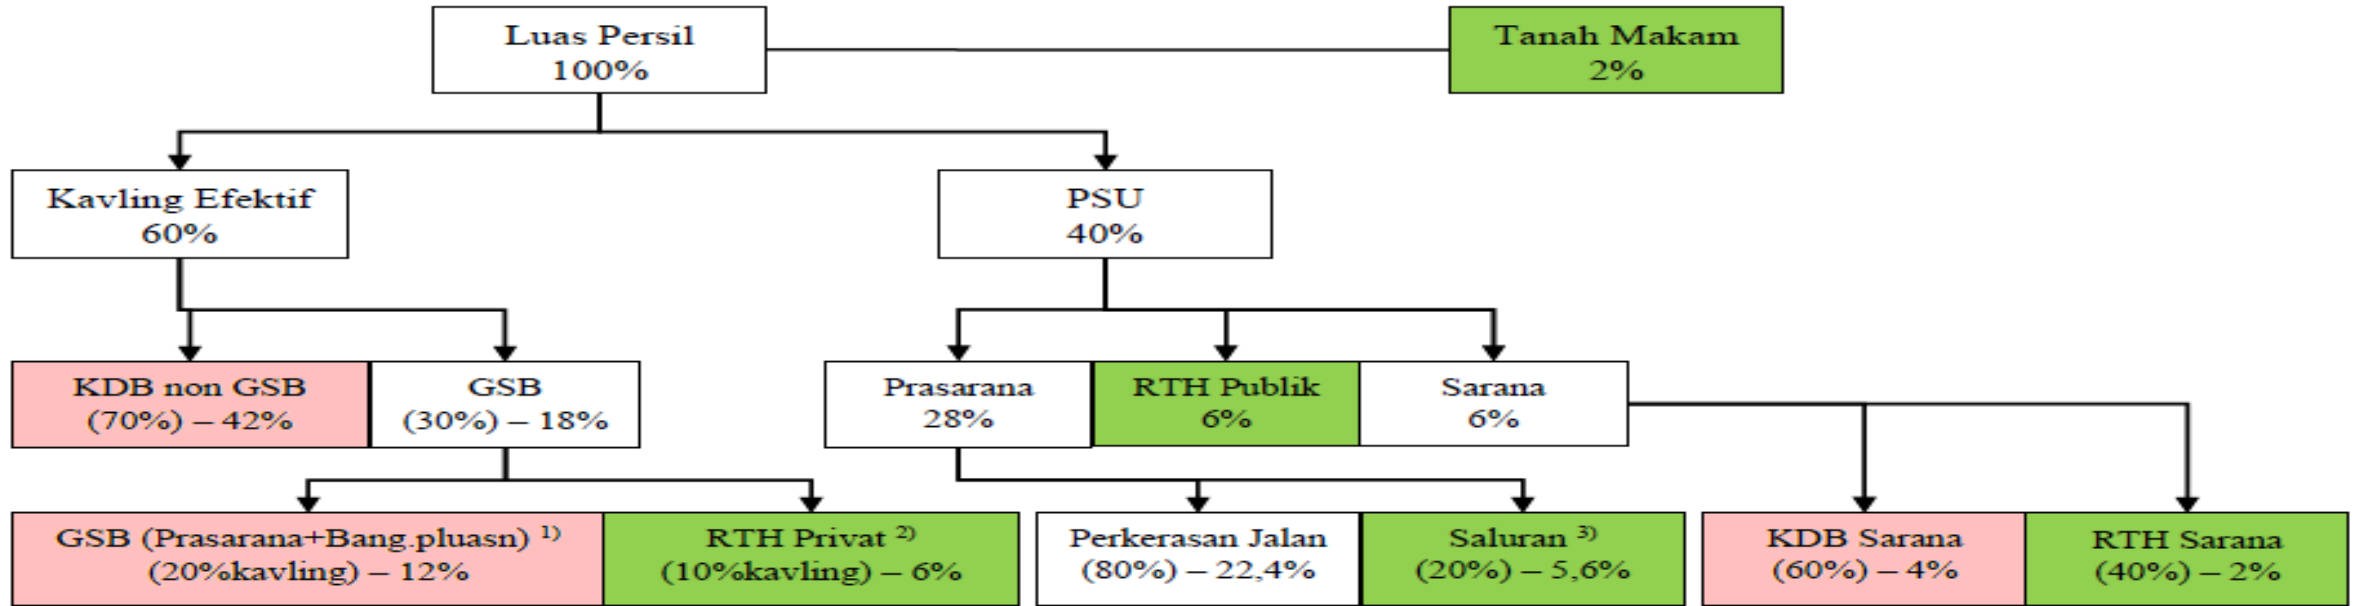 Luas Persil
100%
Tanah Makam
2%
Kavling Efektif
60%
PSU
40%
KDB non GSB
(70%) – 42%
GSB
(30%) – 18%
Prasarana
28%
RTH Publik
6%
Sarana
6%
GSB (Prasarana+Bang.pluasn) 1)
(20%kavling) – 12%
RTH Privat 2)
(10%kavling) – 6%
Perkerasan Jalan
(80%) – 22,4%
Saluran 3)
(20%) – 5,6%
KDB Sarana
(60%) – 4%
RTH Sarana
(40%) – 2%